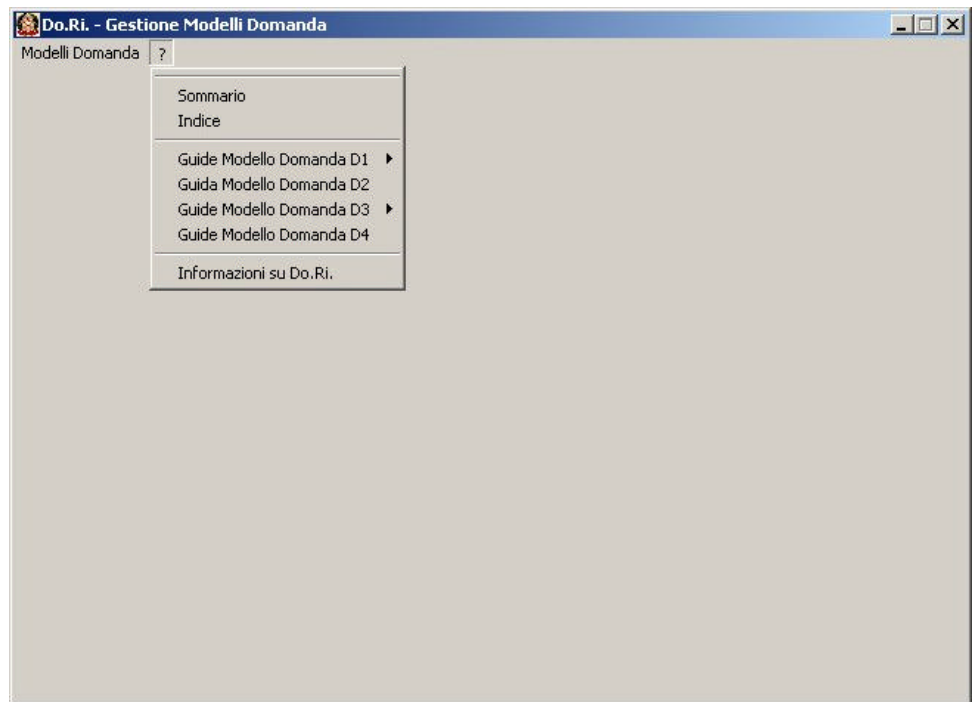 Do.Ri. - Gestione Modelli Domanda
Modelli Domanda ?
Sommario
Indice
Guide Modello Domanda D1
Guida Modello Domanda D2
Guide Modello Domanda D3
Guide Modello Domanda D4
Informazioni su Do.Ri.